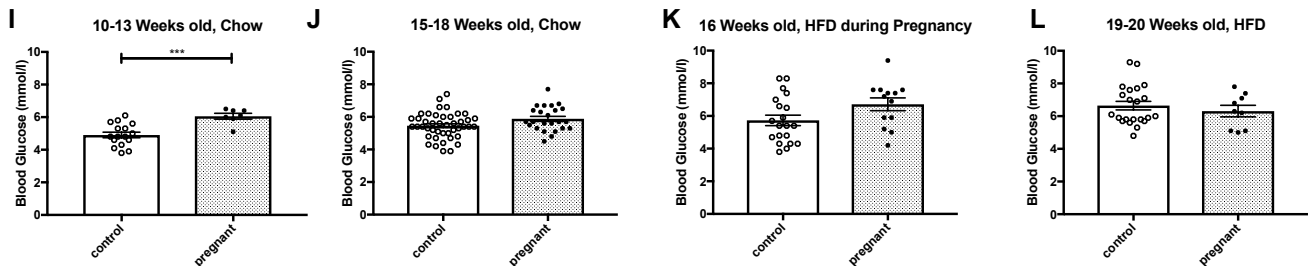 I
10-13 Weeks old, Chow
Blood Glucose (mmol/l)
10
8
6
4
2
0
***
control
pregnant
J
15-18 Weeks old, Chow
Blood Glucose (mmol/l)
10
8
6
4
2
0
control
pregnant
K
16 Weeks old, HFD during Pregnancy
Blood Glucose (mmol/l)
10
8
6
4
2
0
control
pregnant
L
19-20 Weeks old, HFD
Blood Glucose (mmol/l)
10
8
6
4
2
0
control
pregnant